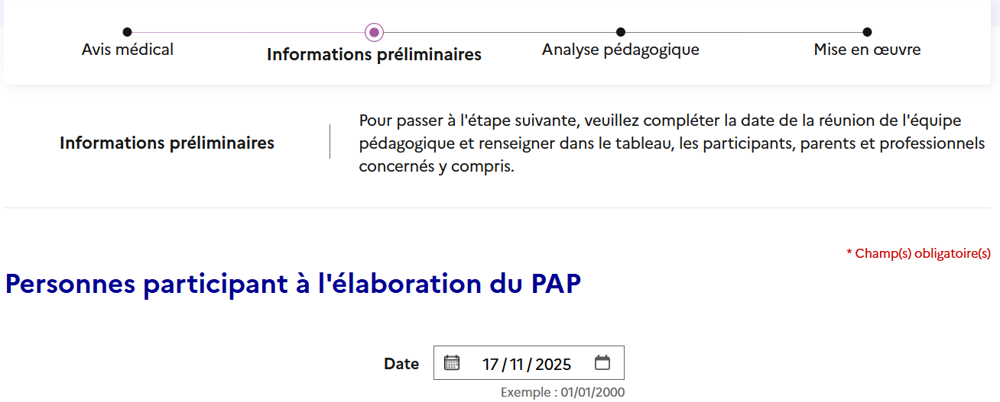 Avis médical
Informations préliminaires
Analyse pédagogique
Mise en œuvre
Informations préliminaires
Pour passer à l'étape suivante, veuillez compléter la date de la réunion de l'équipe
pédagogique et renseigner dans le tableau, les participants, parents et professionnels
concernés y compris.
* Champ(s) obligatoire(s)
Personnes participant à l'élaboration du PAP
Date
17/11/2025
Exemple : 01/01/2000